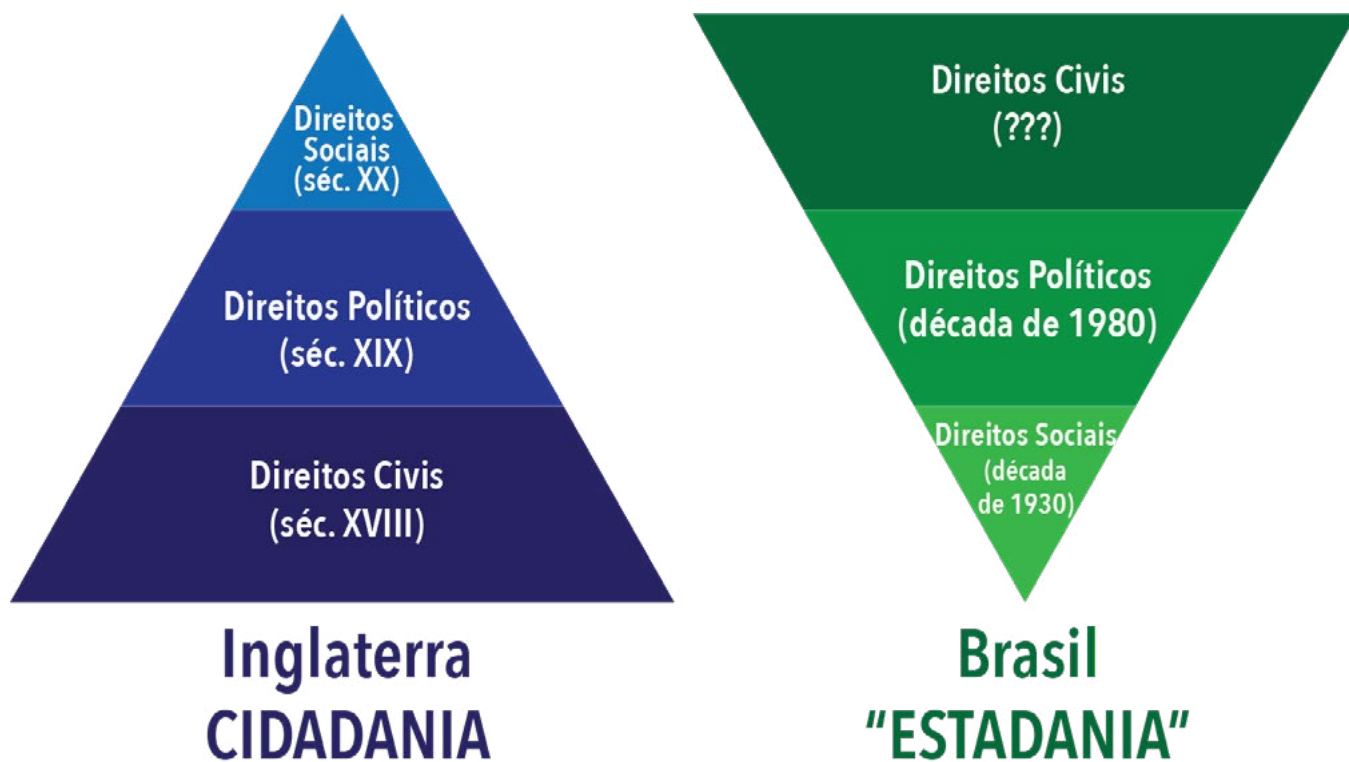 Direitos
Sociais
(séc. XX)
Direitos Políticos
(séc. XIX)
Direitos Civis
(séc. XVIII)
Inglaterra
CIDADANIA
Direitos Civis
(???)
Direitos Políticos
(década de 1980)
Direitos Sociais
(década
de 1930)
Brasil
“ESTADANIA”